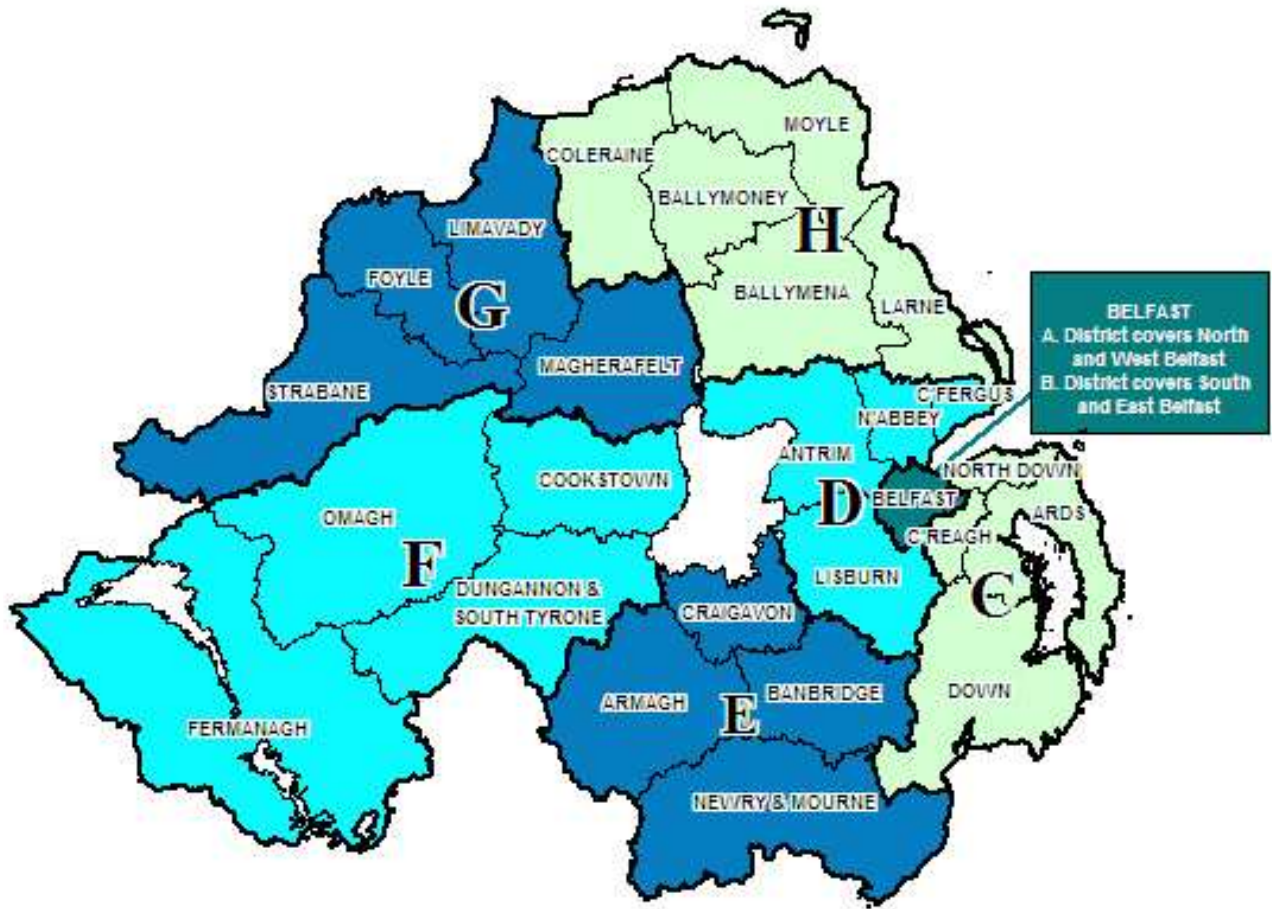 MOYLE
COLERAINE
BALLYMONEY
H
LIMAVADY
FOYLE
G
BALLYMENA
LARNE
BELFAST
A. District covers North
and West Belfast
B. District covers South
and East Belfast
MAGHERAFELT
STRABANE
C'FERGUS
N'ABBEY
ANTRIM
COOKSTOWN
NORTH DOWN
BELFAST
D
OMAGH
ARDS
C'REAGH
F
LISBURN
C
DUNGANNON &
SOUTH TYRONE
CRAIGAVON
ARMAGH
BANBRIDGE
DOWN
E
FERMANAGH
NEWRY & MOURNE